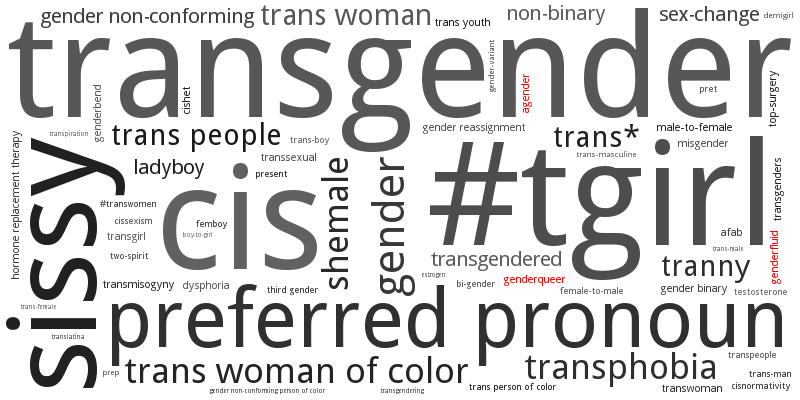 gender non-conforming
trans woman
trans youth
non-binary
sex-change
demigirl
transgender
gender-variant
agender
cishet
genderbend
pret
top-surgery
transpiration
trans people
trans-boy
gender reassignment
trans*
male-to-female
misgender
trans-masculine
hormone replacement therapy
sissy
ladyboy
transsexual
present
#transwomen
cissexism
transgirl
femboy
boy-to-girl
two-spirit
cis
shemale
gender
#tgirl
transgenders
afab
trans-male
genderfluid
transgendered
tranny
estrogen
bi-gender
genderqueer
female-to-male
gender binary
testosterone
transmisogyny
dysphoria
third gender
trans-female
translatina
preferred pronoun
prep
trans woman of color
transphobia
transpeople
trans-man
cisnormativity
transwoman
trans person of color
gender non-conforming person of color
transgendering